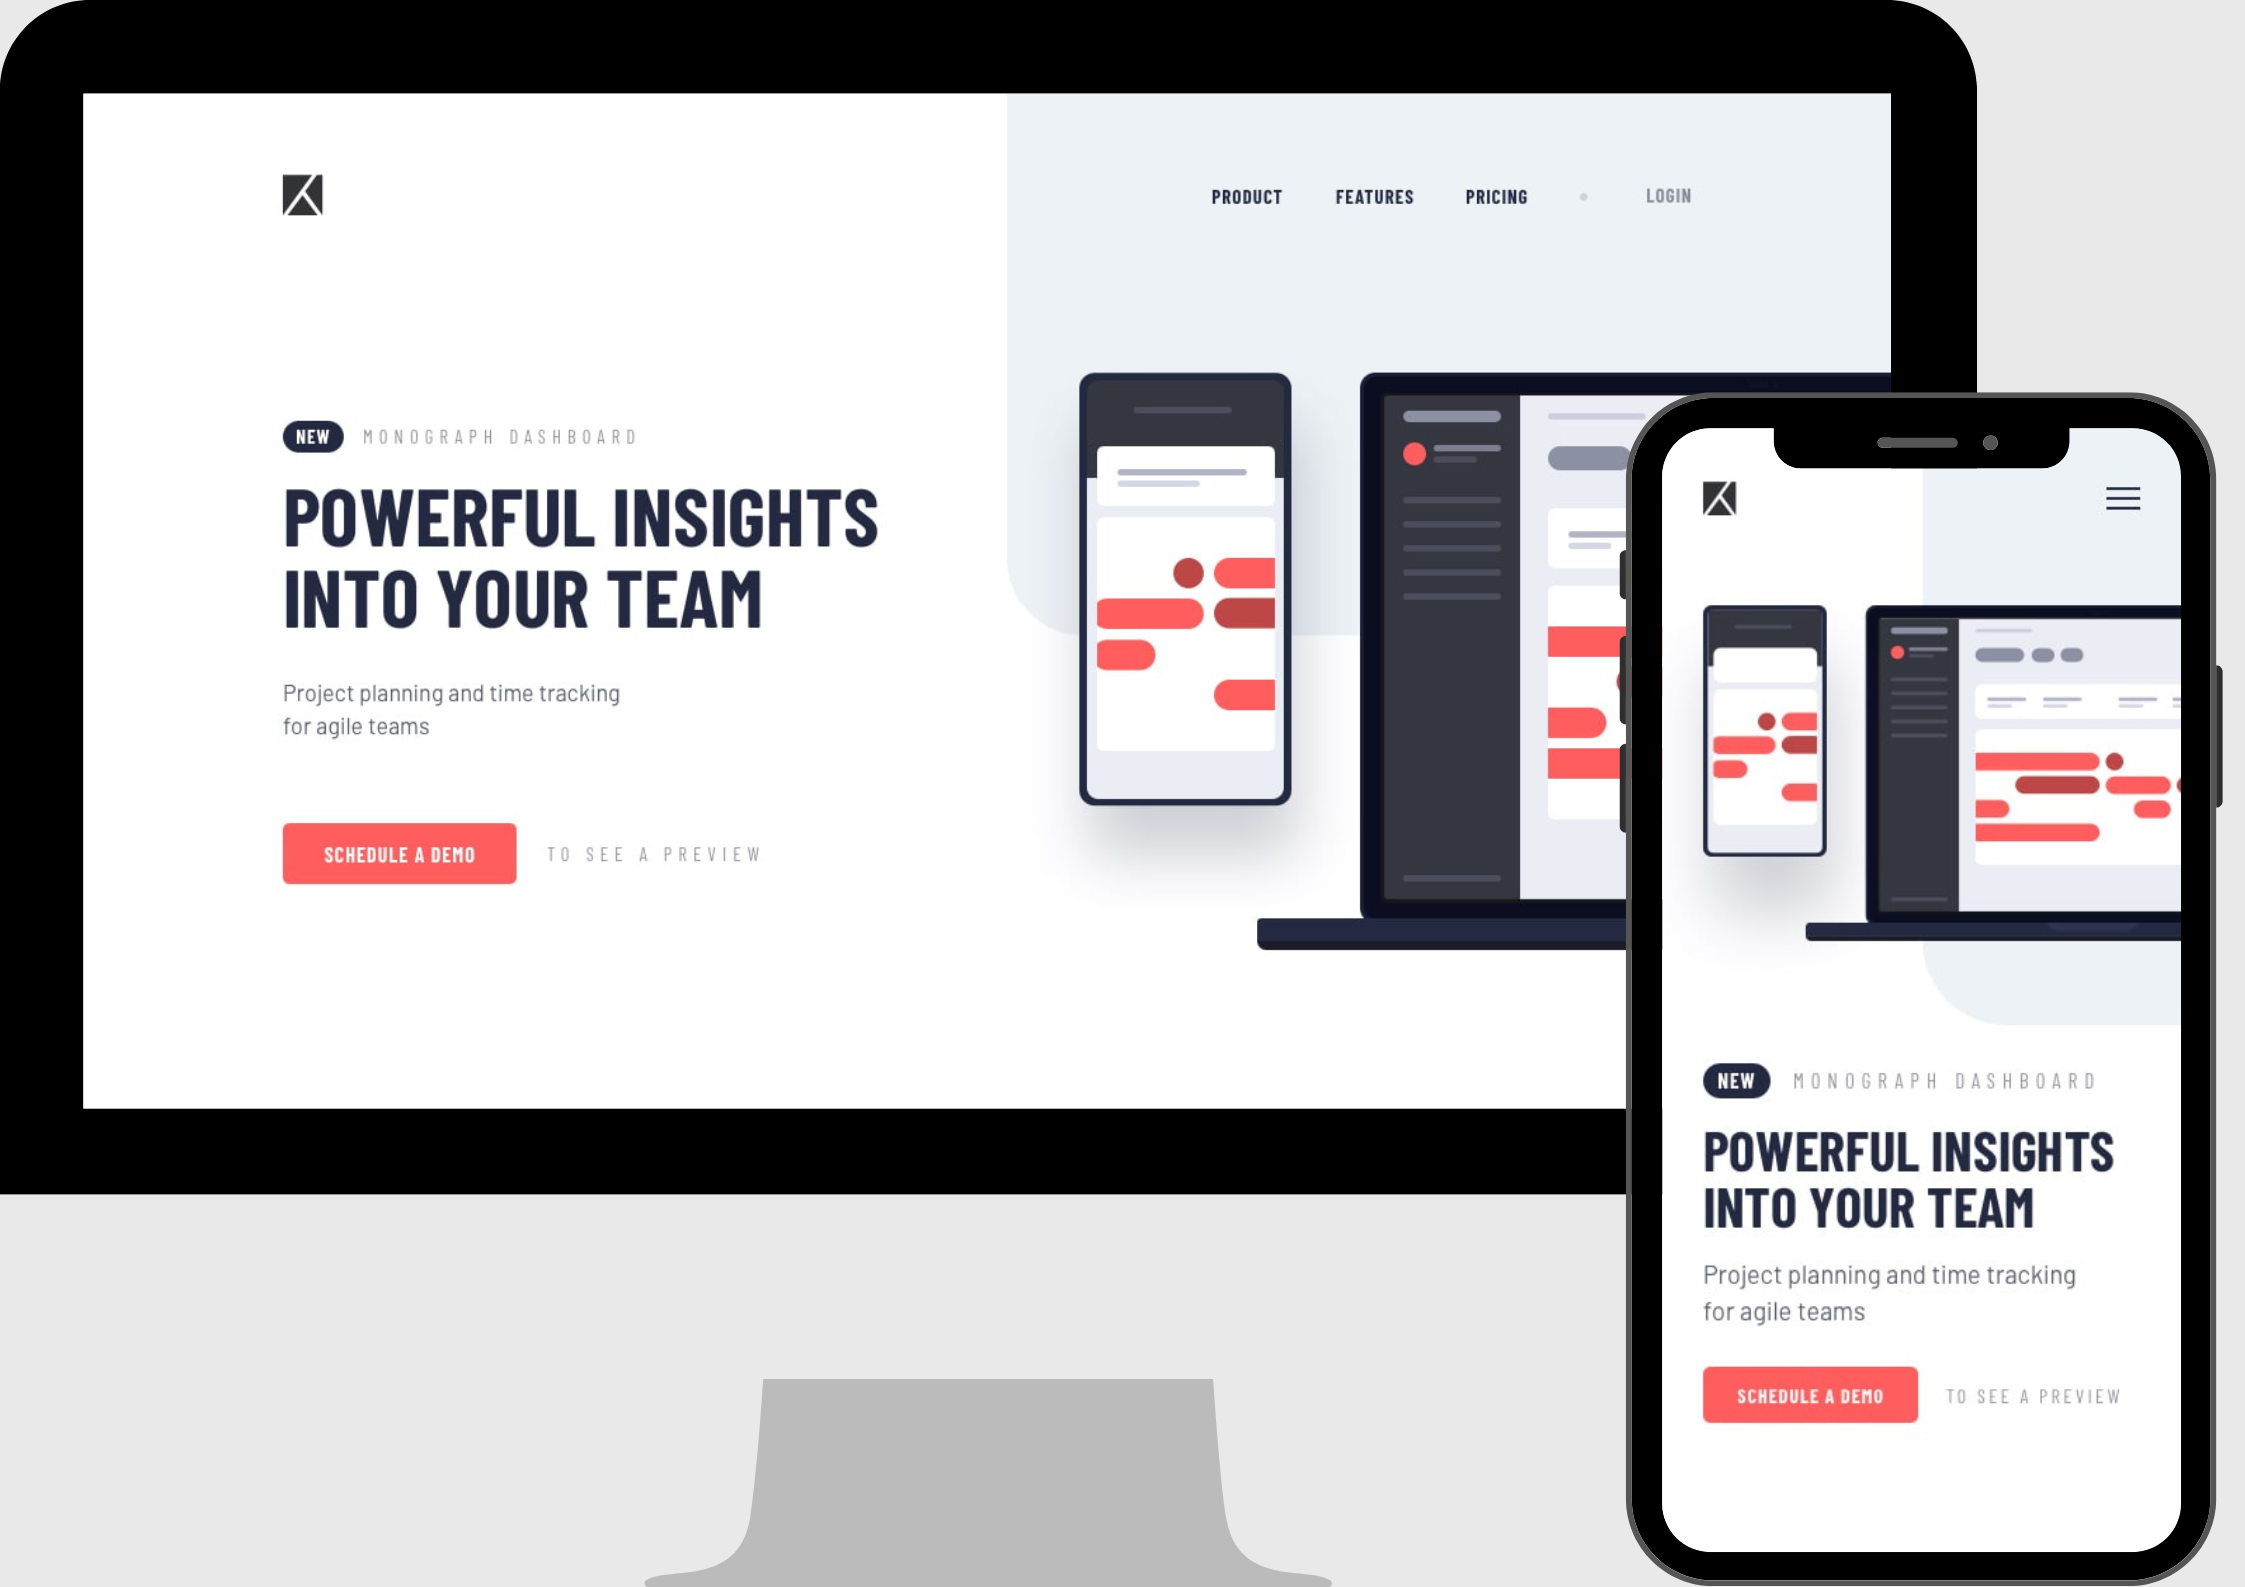 PRODUCT FEATURES PRICING LOGIN
NEW MONOGRAPH DASHBOARD
POWERFUL INSIGHTS
INTO YOUR TEAM
Project planning and time tracking
for agile teams
SCHEDULE A DEMO TO SEE A PREVIEW
NEW MONOGRAPH DASHBOARD
POWERFUL INSIGHTS
INTO YOUR TEAM
Project planning and time tracking
for agile teams
SCHEDULE A DEMO TO SEE A PREVIEW